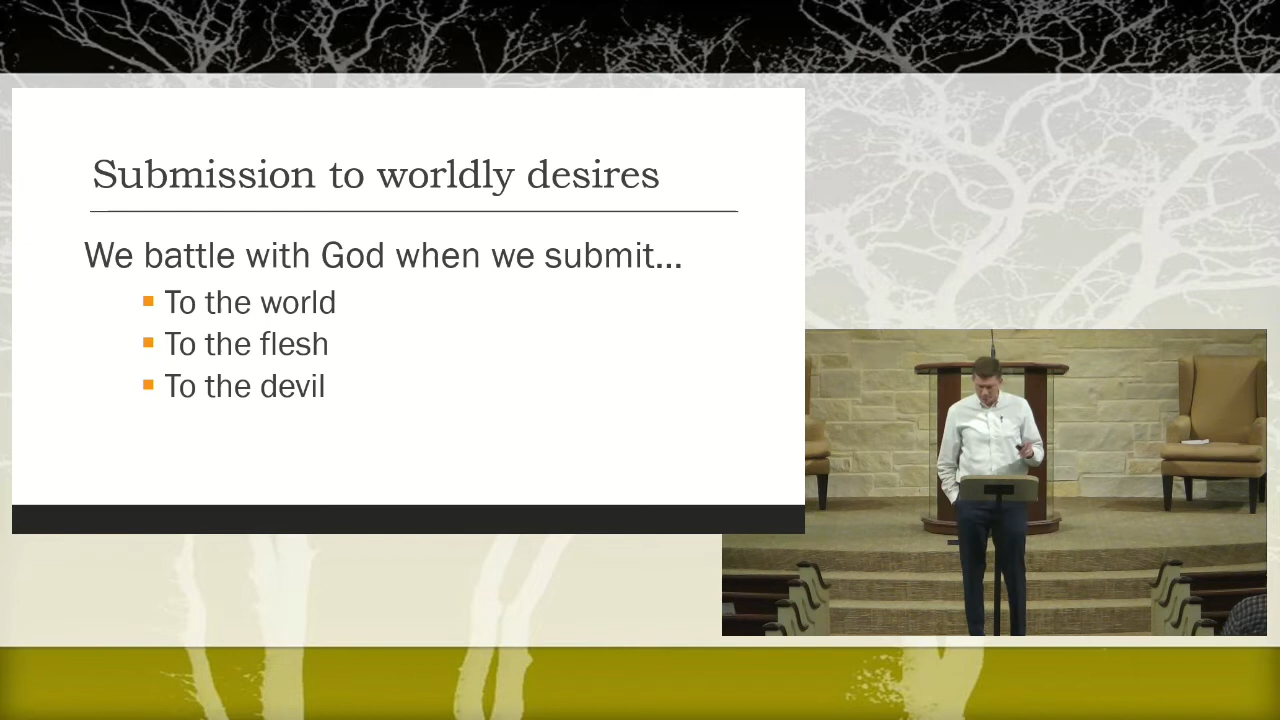 Submission to worldly desires
We battle with God when we submit...
To the world
To the flesh
To the devil